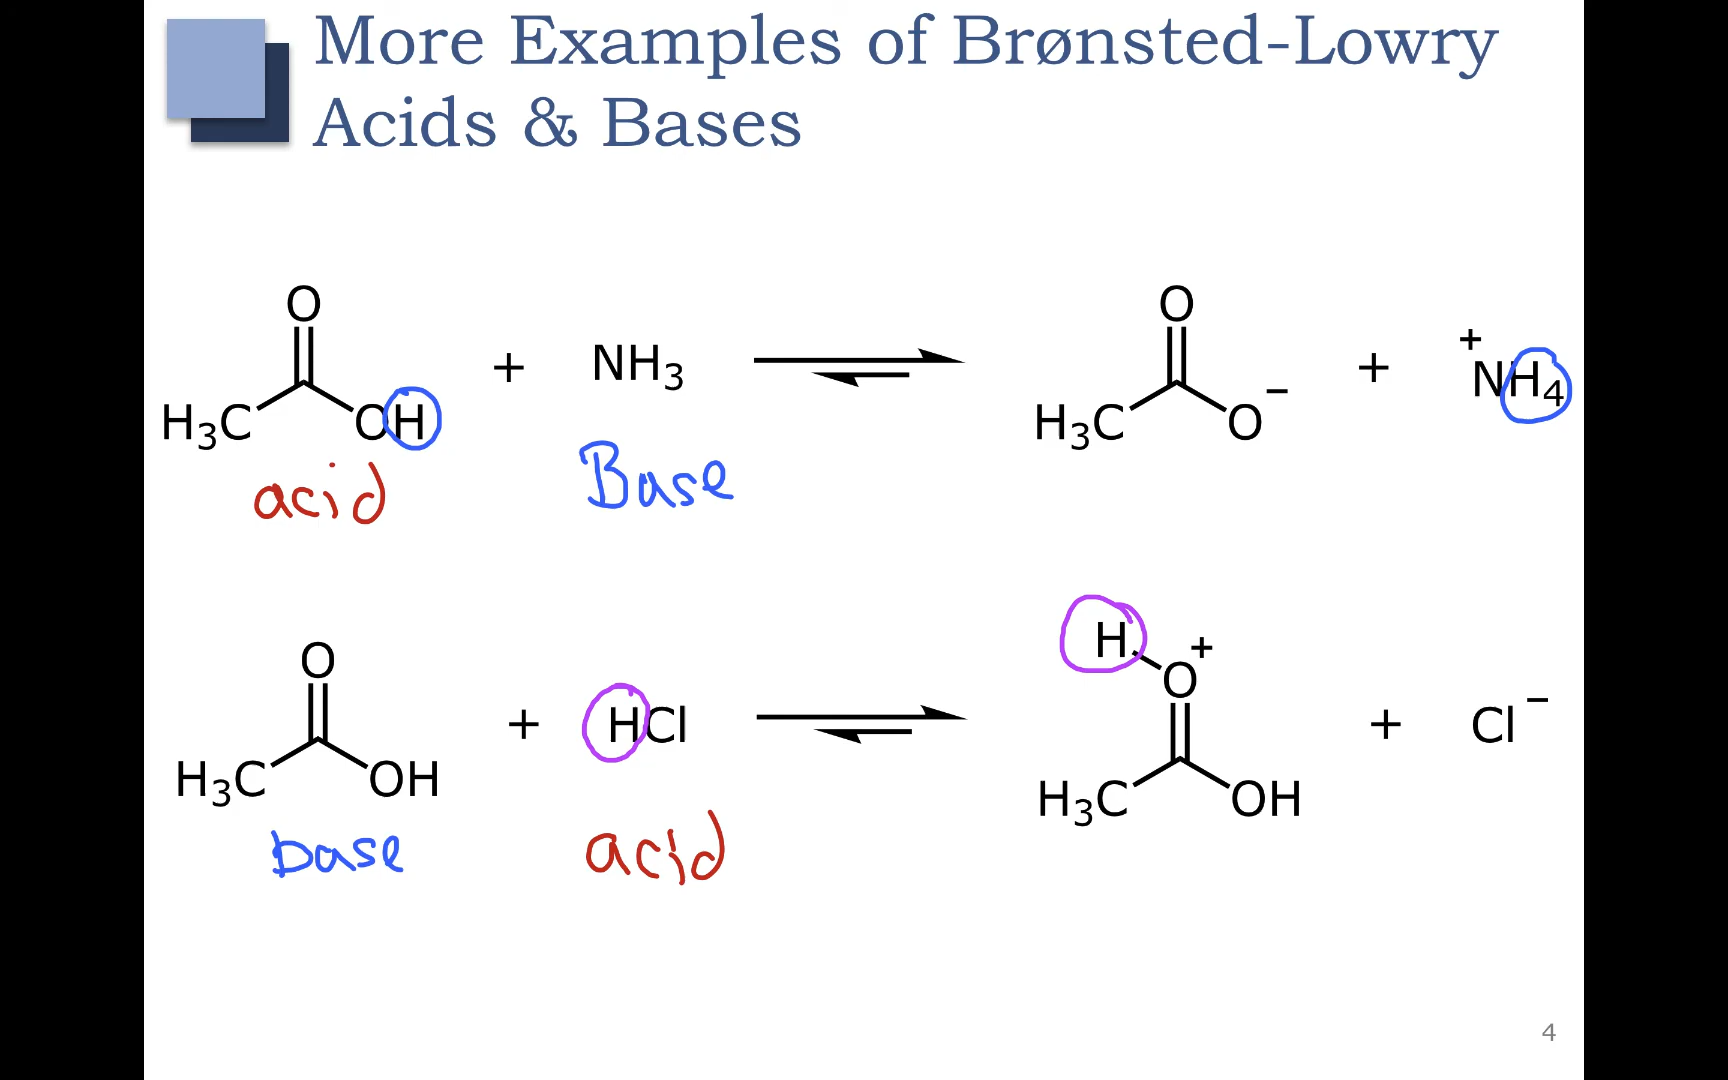 More Examples of Brønsted-Lowry
Acids & Bases
O
H₃C OH + NH₃ ⇌ O H₃C O⁻ + ⁺NH₄
acid Base
O
H₃C OH + HCl ⇌ H O⁺ H₃C OH + Cl⁻
base acid
4